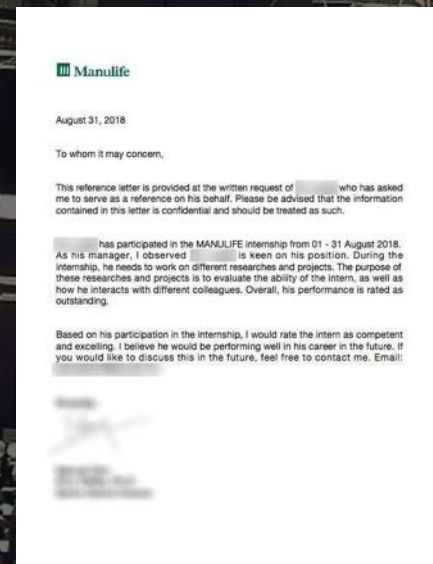 Manulife
August 31, 2018
To whom it may concern,
This reference letter is provided at the written request of who has asked
me to serve as a reference on his behalf. Please be advised that the information
contained in this letter is confidential and should be treated as such.
has participated in the MANULIFE internship from 01 - 31 August 2018.
As his manager, I observed is keen on his position. During the
internship, he needs to work on different researches and projects. The purpose of
these researches and projects is to evaluate the ability of the intern, as well as
how he interacts with different colleagues. Overall, his performance is rated as
outstanding.
Based on his participation in the internship, I would rate the intern as competent
and excelling. I believe he would be performing well in his career in the future. If
you would like to discuss this in the future, feel free to contact me. Email: